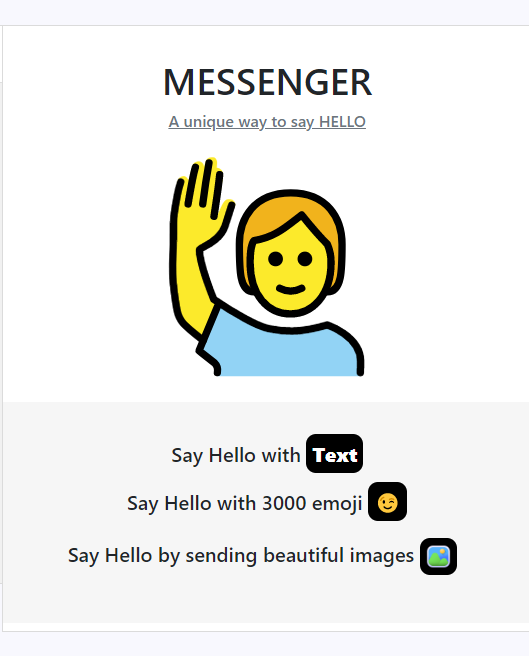 MESSENGER
A unique way to say HELLO
Say Hello with Text
Say Hello with 3000 emoji 😉
Say Hello by sending beautiful images